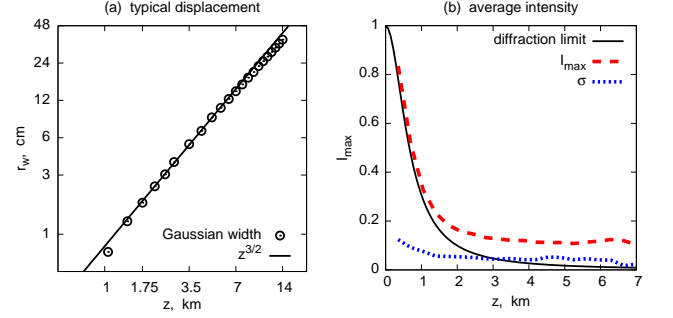 (a) typical displacement
48
24
12
6
3
1
r_w, cm
Gaussian width
z^{3/2}
1 1.75 3.5 7 14
z, km
(b) average intensity
1
0.8
0.6
0.4
0.2
0
I_max
diffraction limit
I_max
σ
0 1 2 3 4 5 6 7
z, km